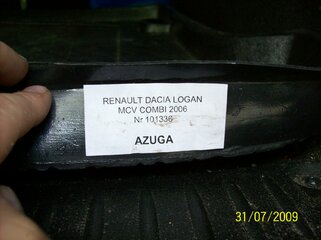 RENAULT DACIA LOGAN
MCV COMBI 2006
Nr 101336
AZUGA
31/07/2009